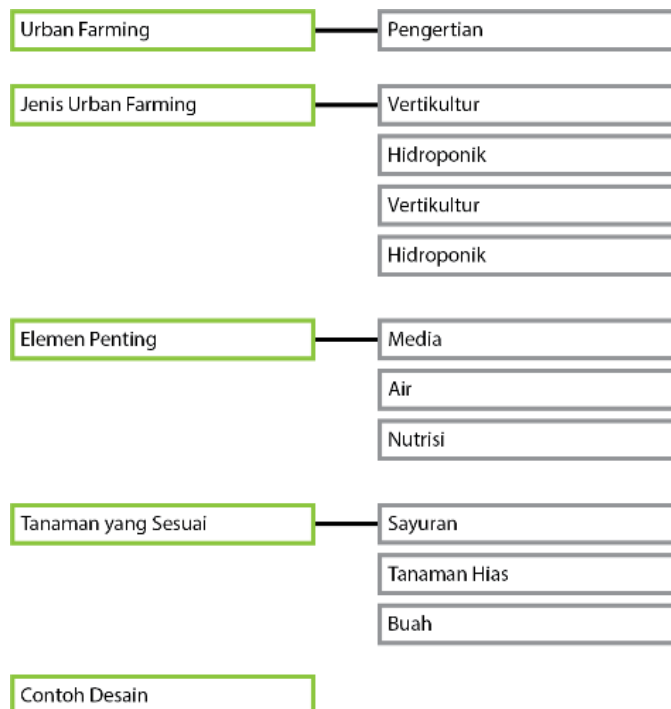 Urban Farming
Pengertian
Jenis Urban Farming
Vertikultur
Hidroponik
Vertikultur
Hidroponik
Elemen Penting
Media
Air
Nutrisi
Tanaman yang Sesuai
Sayuran
Tanaman Hias
Buah
Contoh Desain